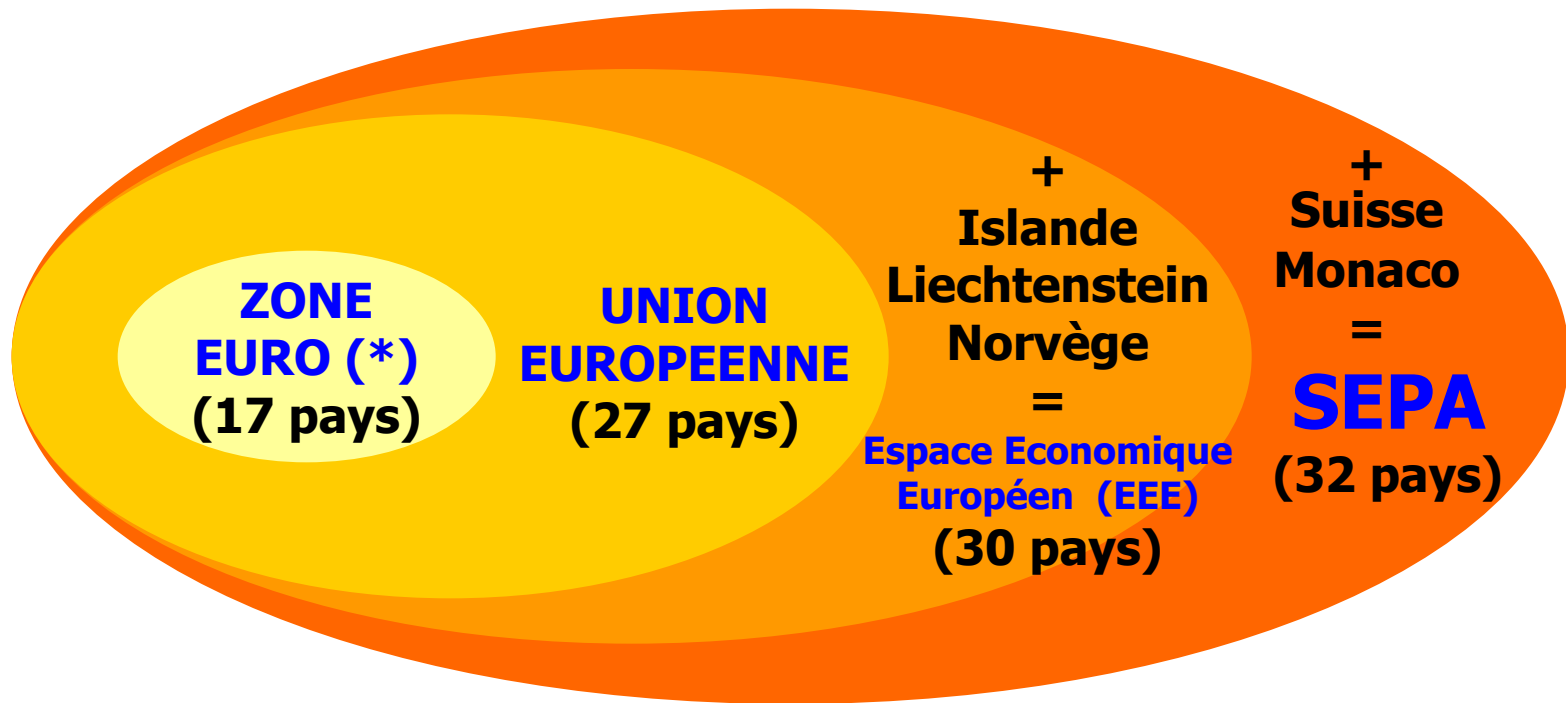 ZONE
EURO (*)
(17 pays)
UNION
EUROPEENNE
(27 pays)
+
Islande
Liechtenstein
Norvège
=
Espace Economique
Européen (EEE)
(30 pays)
+
Suisse
Monaco
=
SEPA
(32 pays)